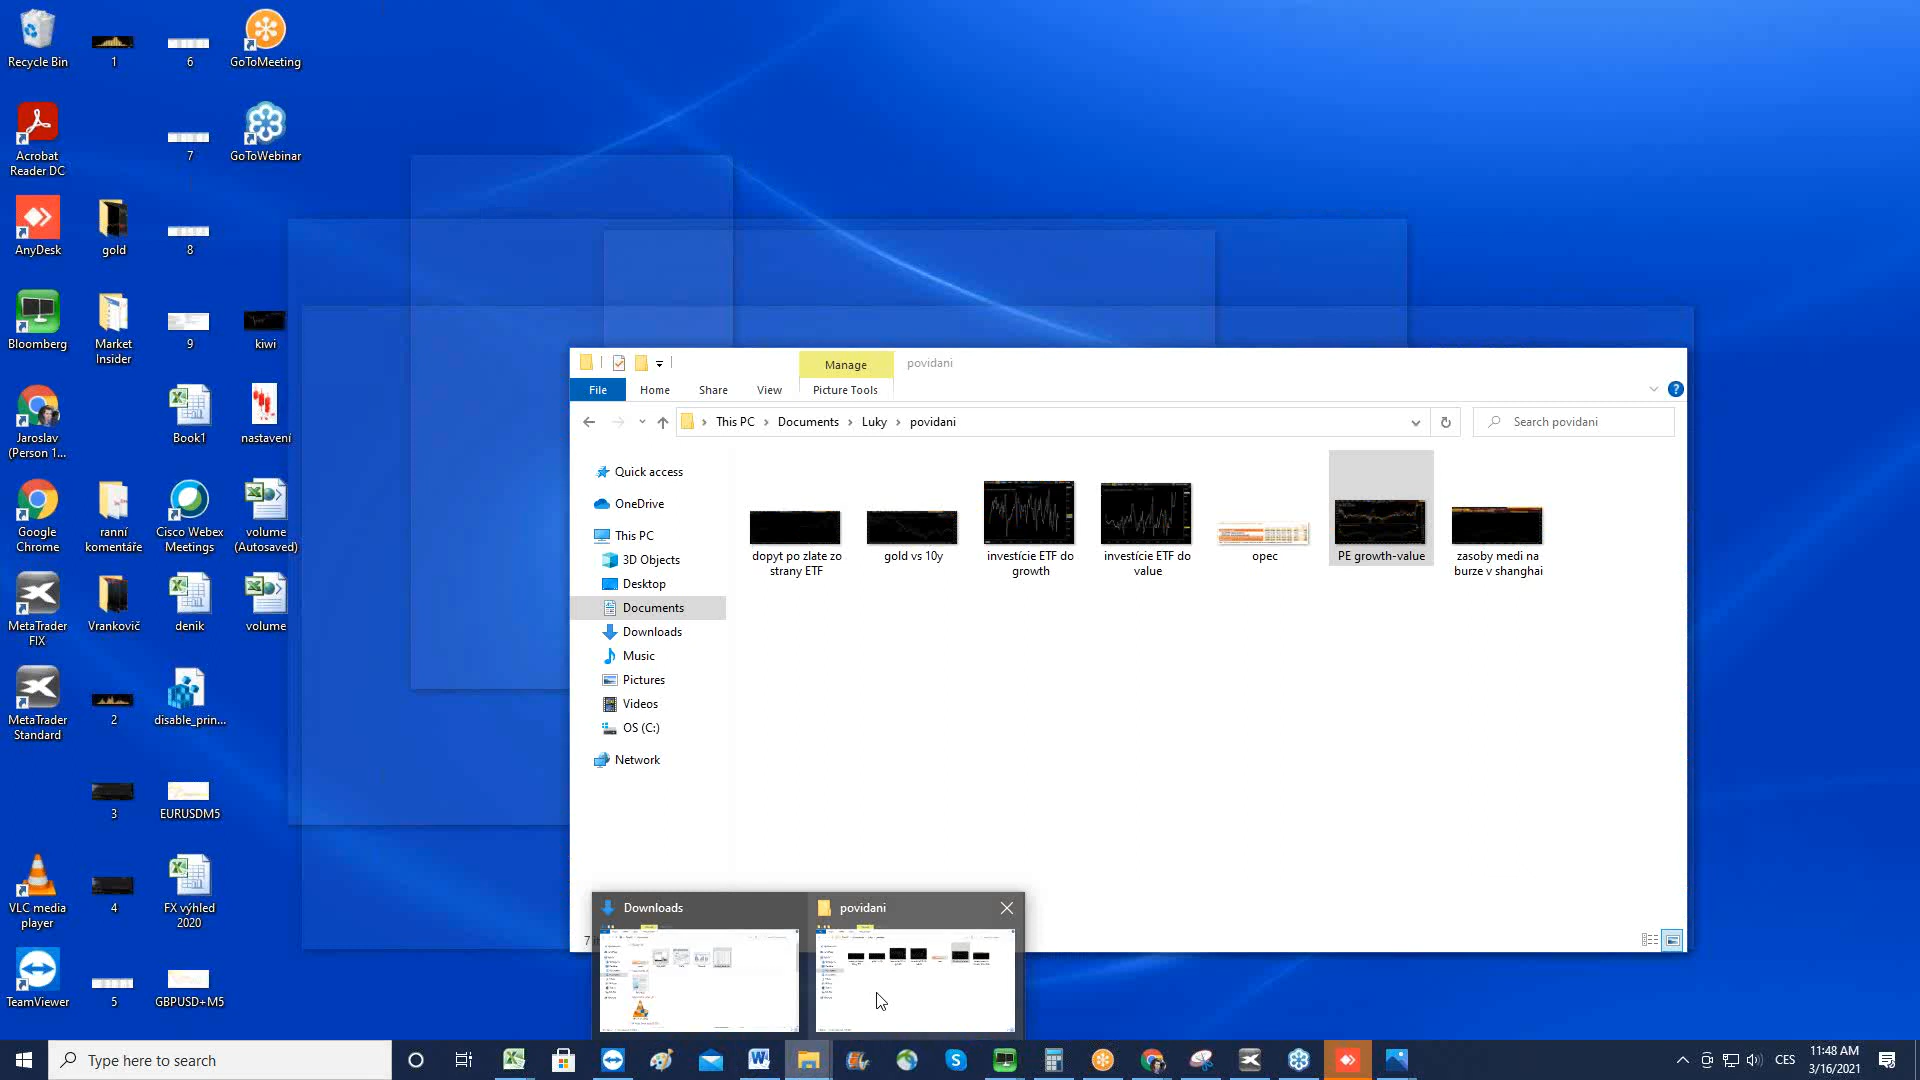 Recycle Bin
1
6
GoToMeeting
Acrobat
Reader DC
7
GoToWebinar
AnyDesk
gold
8
Bloomberg
Market
Insider
9
kiwi
Jaroslav
(Person 1...
Book1
nastavení
Google
Chrome
ranní
komentáře
Cisco Webex
Meetings
volume
(Autosaved)
MetaTrader
FIX
Vrankovič
denik
volume
MetaTrader
Standard
2
disable_prin...
3
EURUSDM5
VLC media
player
4
FX výhled
2020
TeamViewer
5
GBPUSD+M5
Manage
povidani
File
Home
Share
View
Picture Tools
This PC
Documents
Luky
povidani
Search povidani
Quick access
OneDrive
This PC
3D Objects
Desktop
Documents
Downloads
Music
Pictures
Videos
OS (C:)
Network
dopyt po zlate zo
strany ETF
gold vs 10y
investície ETF do
growth
investície ETF do
value
opec
PE growth-value
zasoby medi na
burze v shanghai
Downloads
povidani
Type here to search
CES
11:48 AM
3/16/2021